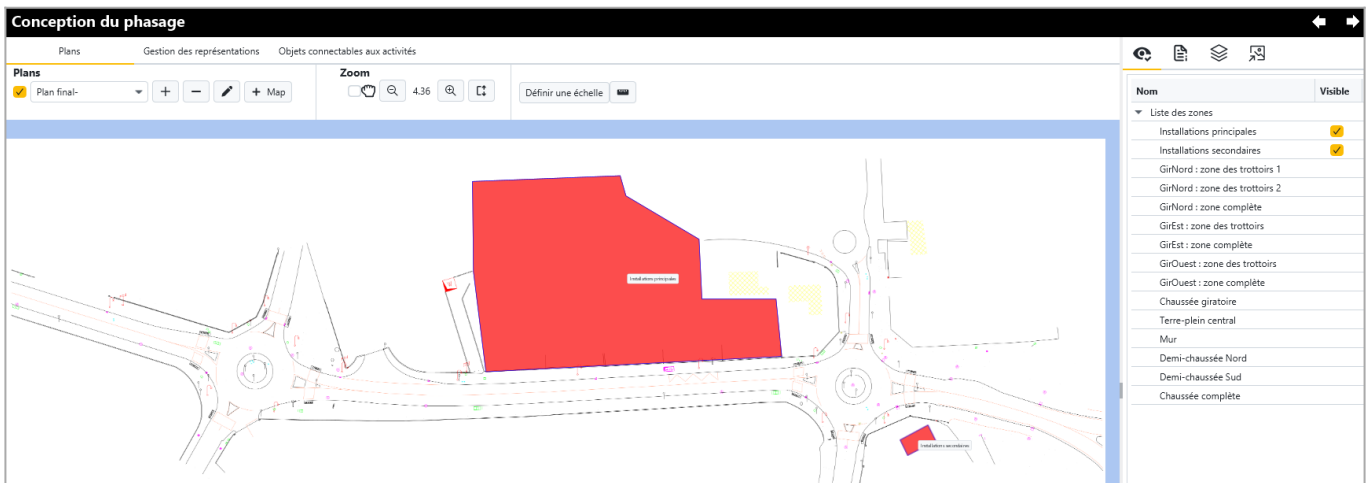 Conception du phasage
Plans Gestion des représentations Objets connectables aux activités
Plans Zoom
Plan final- + Map 4.36 Définir une échelle
Nom Visible
Liste des zones
Installations principales
Installations secondaires
GirNord : zone des trottoirs 1
GirNord : zone des trottoirs 2
GirNord : zone complète
GirEst : zone des trottoirs
GirEst : zone complète
GirOuest : zone des trottoirs
GirOuest : zone complète
Chaussée giratoire
Terre-plein central
Mur
Demi-chaussée Nord
Demi-chaussée Sud
Chaussée complète
Installations principales
Installations secondaires